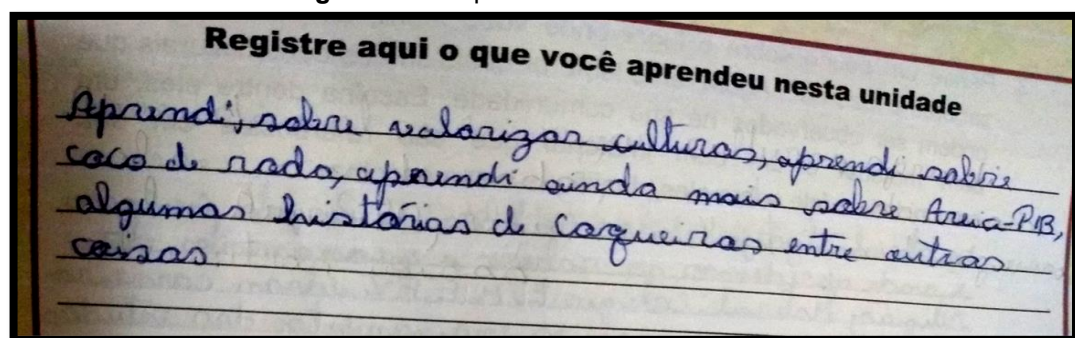 Registre aqui o que você aprendeu nesta unidade
Aprendi, sobre valorizar culturas, aprendi sobre
coco de roda, aprendi ainda mais sobre Areia-PB,
algumas histórias de coqueiras entre outras
coisas